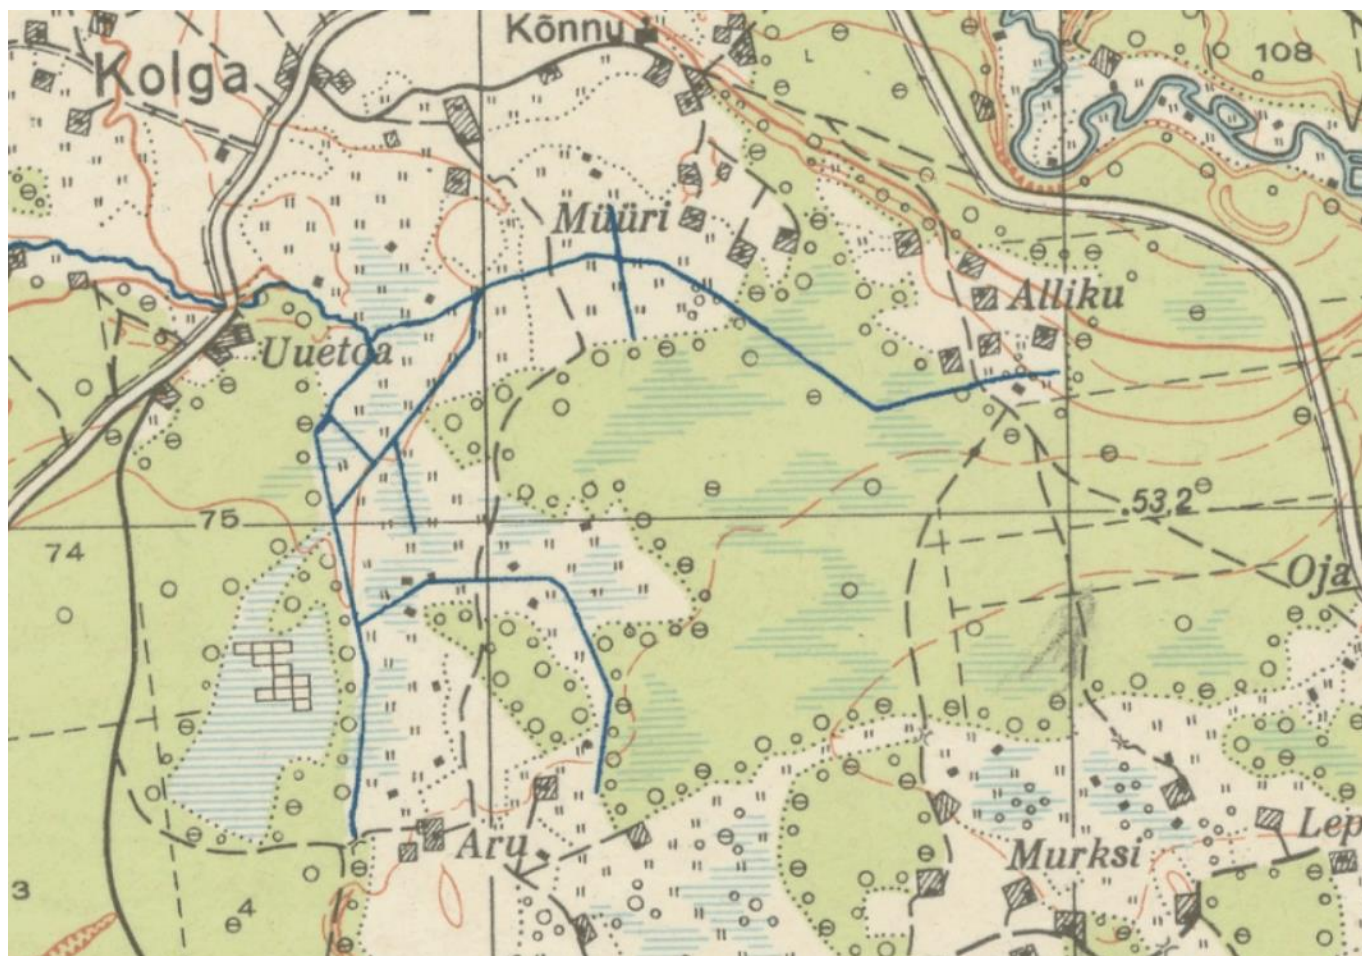 Kõnnu
108
Kolga
Müüri
Alliku
Uuetoa
75
53,2
74
Oja
Aru
Murksi
Lep
3
4